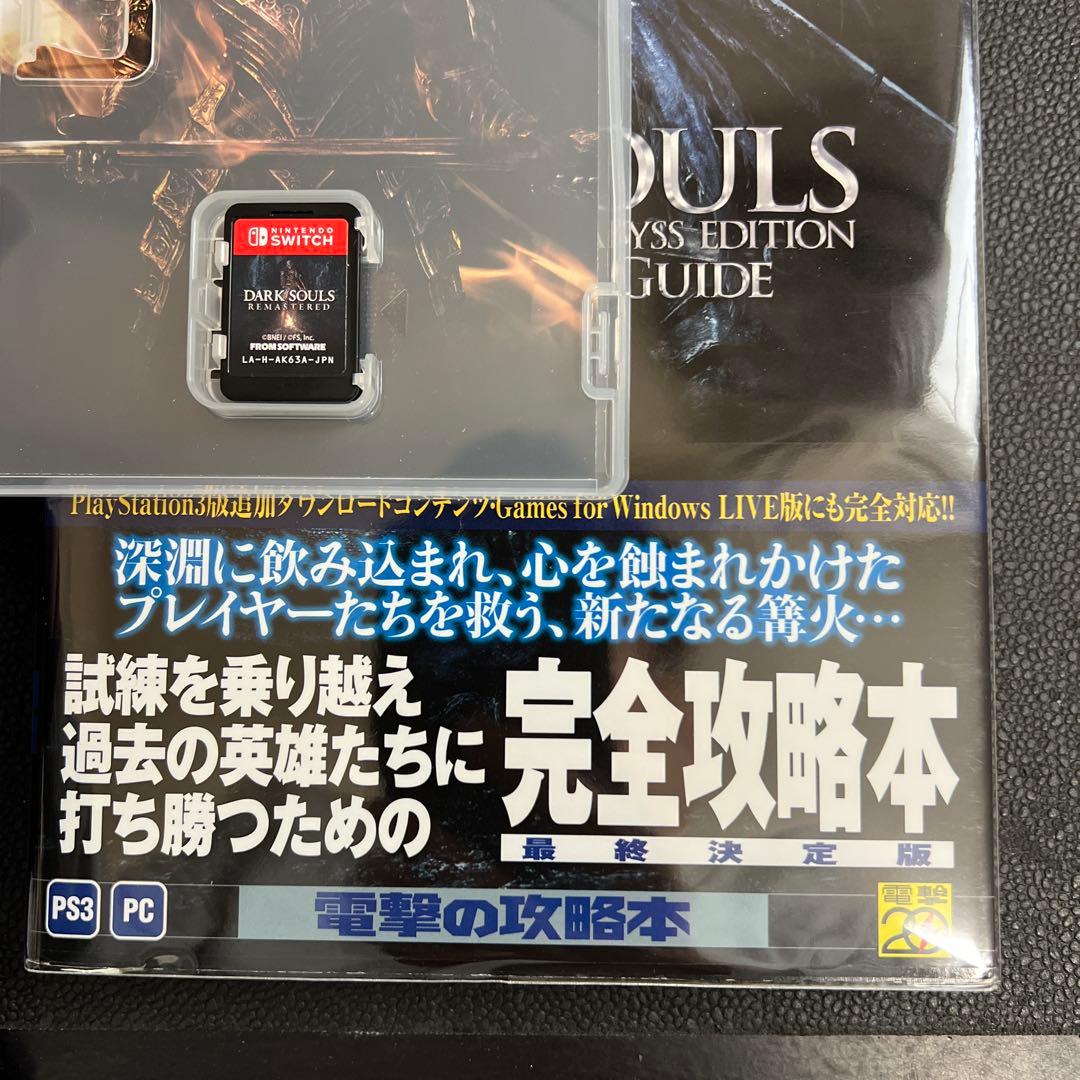 NINTENDO
SWITCH
DARK SOULS
REMASTERED
©BNEI / ©FS, Inc.
FROMSOFTWARE
LA-H-AK63A-JPN
OULS
YSS EDITION
GUIDE
PlayStation3版追加ダウンロードコンテンツ・Games for Windows LIVE版にも完全対応!!
深淵に飲み込まれ、心を蝕まれかけた
プレイヤーたちを救う、新たなる篝火…
試練を乗り越え
過去の英雄たちに
打ち勝つための
完全攻略本
最終決定版
PS3 PC
電撃の攻略本
電撃
20